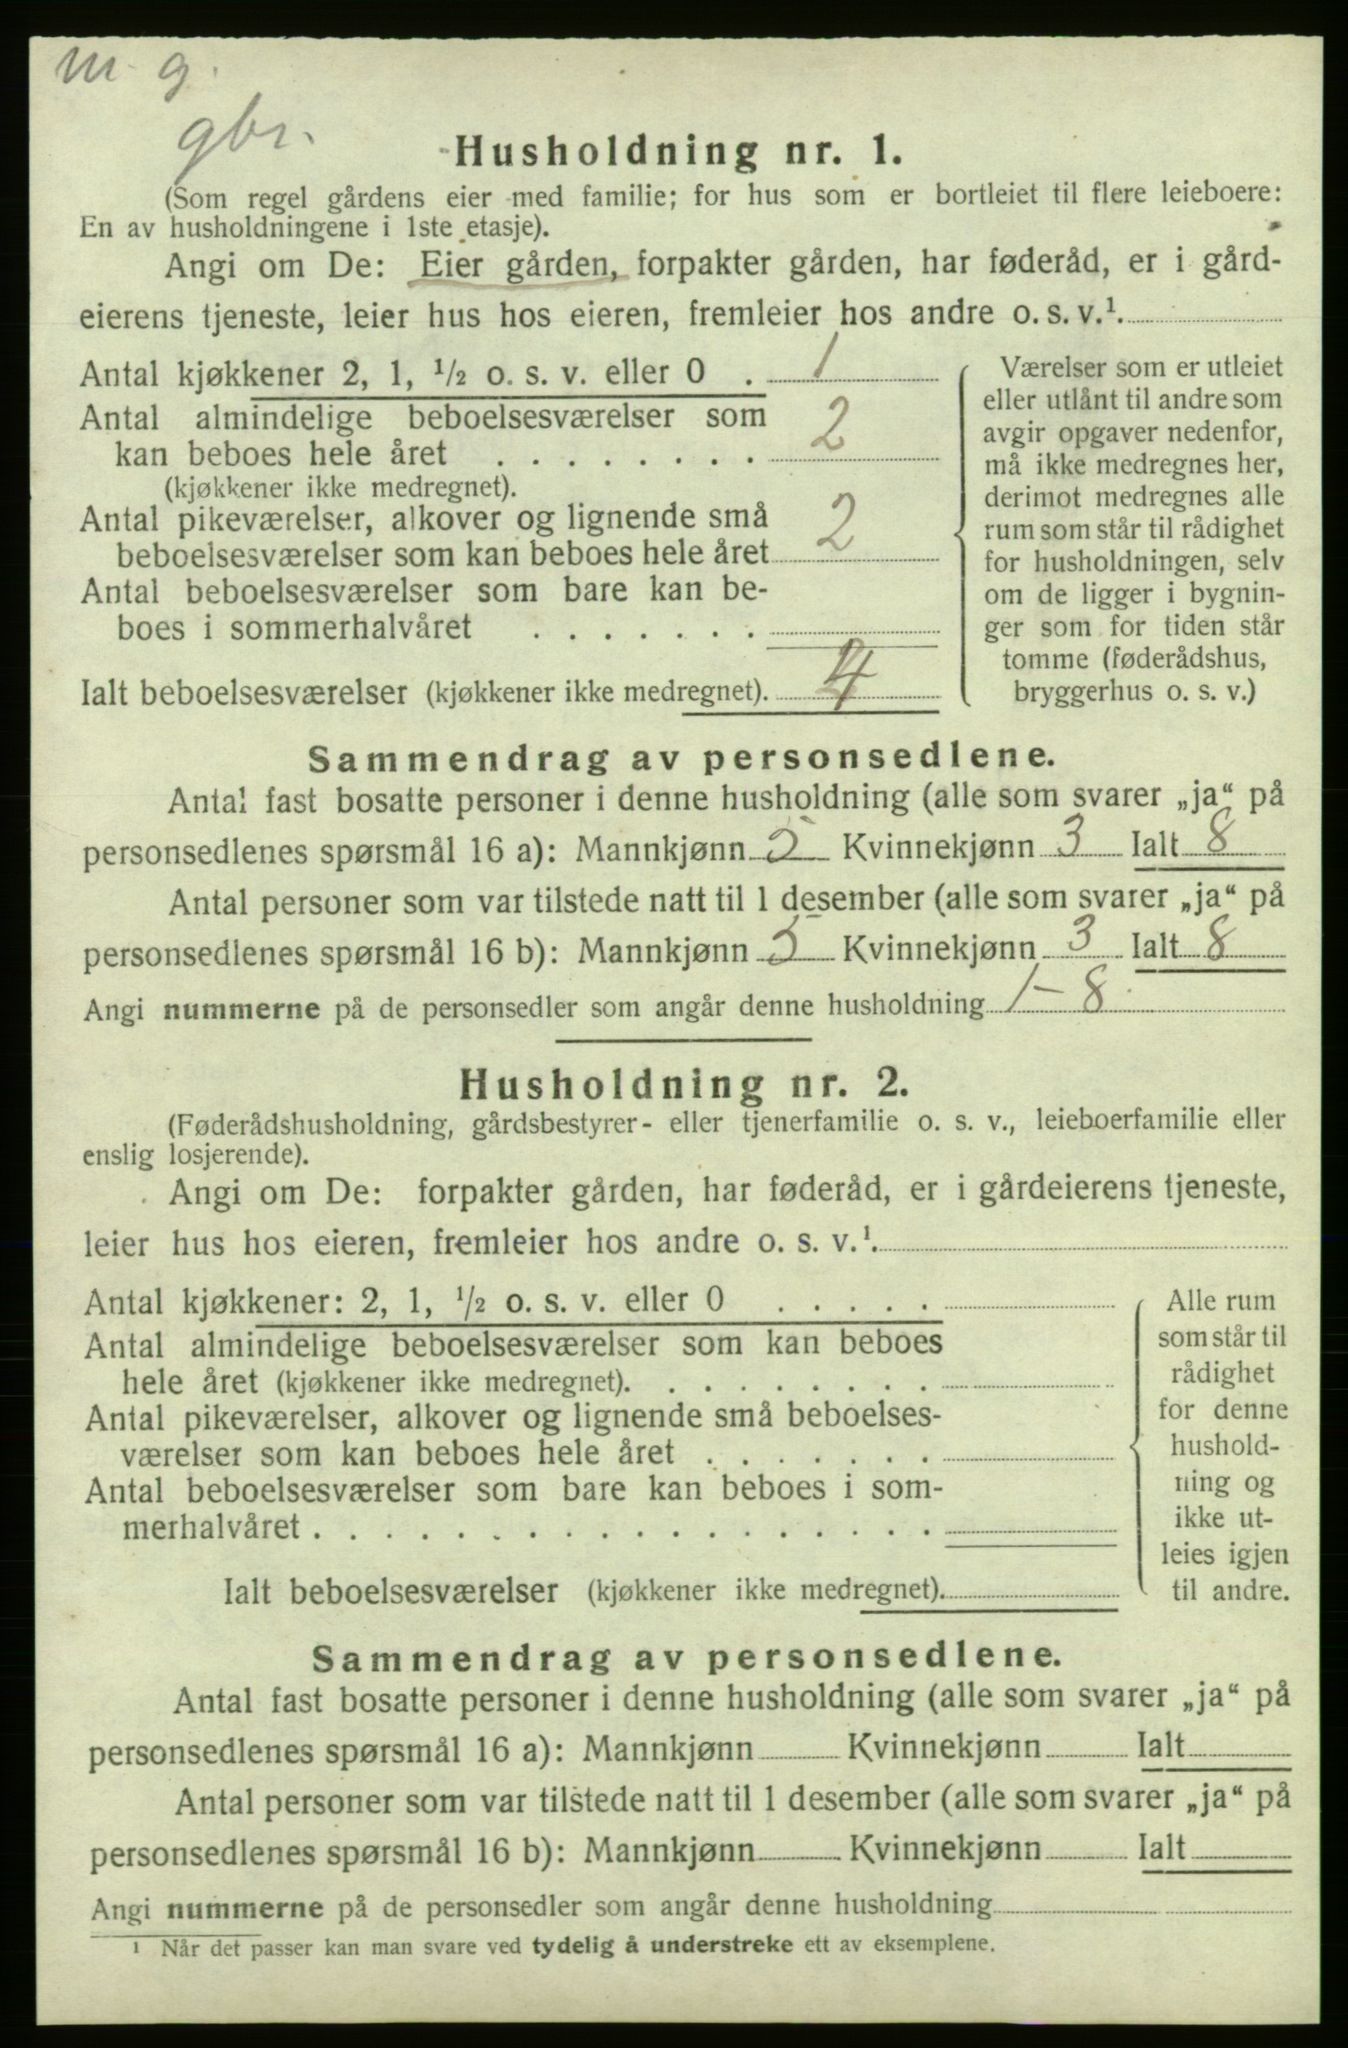 m. g.
gbr.
Husholdning nr. 1.
(Som regel gårdens eier med familie; for hus som er bortleiet til flere leieboere:
En av husholdningene i 1ste etasje).
Angi om De: Eier gården, forpakter gården, har føderåd, er i gård-
eierens tjeneste, leier hus hos eieren, fremleier hos andre o. s. v.¹.
Antal kjøkkener 2, 1, ½ o. s. v. eller 0 . 1
Antal almindelige beboelsesværelser som
kan beboes hele året . . . . . . . . 2
(kjøkkener ikke medregnet).
Antal pikeværelser, alkover og lignende små
beboelsesværelser som kan beboes hele året 2
Antal beboelsesværelser som bare kan be-
boes i sommerhalvåret . . . . . . .
Ialt beboelsesværelser (kjøkkener ikke medregnet). 4
Værelser som er utleiet
eller utlånt til andre som
avgir opgaver nedenfor,
må ikke medregnes her,
derimot medregnes alle
rum som står til rådighet
for husholdningen, selv
om de ligger i bygnin-
ger som for tiden står
tomme (føderådshus,
bryggerhus o. s. v.)
Sammendrag av personsedlene.
Antal fast bosatte personer i denne husholdning (alle som svarer „ja“ på
personsedlenes spørsmål 16 a): Mannkjønn 5 Kvinnekjønn 3 Ialt 8
Antal personer som var tilstede natt til 1 desember (alle som svarer „ja“ på
personsedlenes spørsmål 16 b): Mannkjønn 5 Kvinnekjønn 3 Ialt 8
Angi nummerne på de personsedler som angår denne husholdning 1-8.
Husholdning nr. 2.
(Føderådshusholdning, gårdsbestyrer- eller tjenerfamilie o. s. v., leieboerfamilie eller
enslig losjerende).
Angi om De: forpakter gården, har føderåd, er i gårdeierens tjeneste,
leier hus hos eieren, fremleier hos andre o. s. v.¹.
Antal kjøkkener: 2, 1, ½ o. s. v. eller 0 . . . . .
Antal almindelige beboelsesværelser som kan beboes
hele året (kjøkkener ikke medregnet). . . . . . . . .
Antal pikeværelser, alkover og lignende små beboelses-
værelser som kan beboes hele året . . . . . . .
Antal beboelsesværelser som bare kan beboes i som-
merhalvåret . . . . . . . . . . . . . . . . . .
Ialt beboelsesværelser (kjøkkener ikke medregnet).
Alle rum
som står til
rådighet
for denne
hushold-
ning og
ikke ut-
leies igjen
til andre.
Sammendrag av personsedlene.
Antal fast bosatte personer i denne husholdning (alle som svarer „ja“ på
personsedlenes spørsmål 16 a): Mannkjønn Kvinnekjønn Ialt
Antal personer som var tilstede natt til 1 desember (alle som svarer „ja“ på
personsedlenes spørsmål 16 b): Mannkjønn Kvinnekjønn Ialt
Angi nummerne på de personsedler som angår denne husholdning
¹ Når det passer kan man svare ved tydelig å understreke ett av eksemplene.